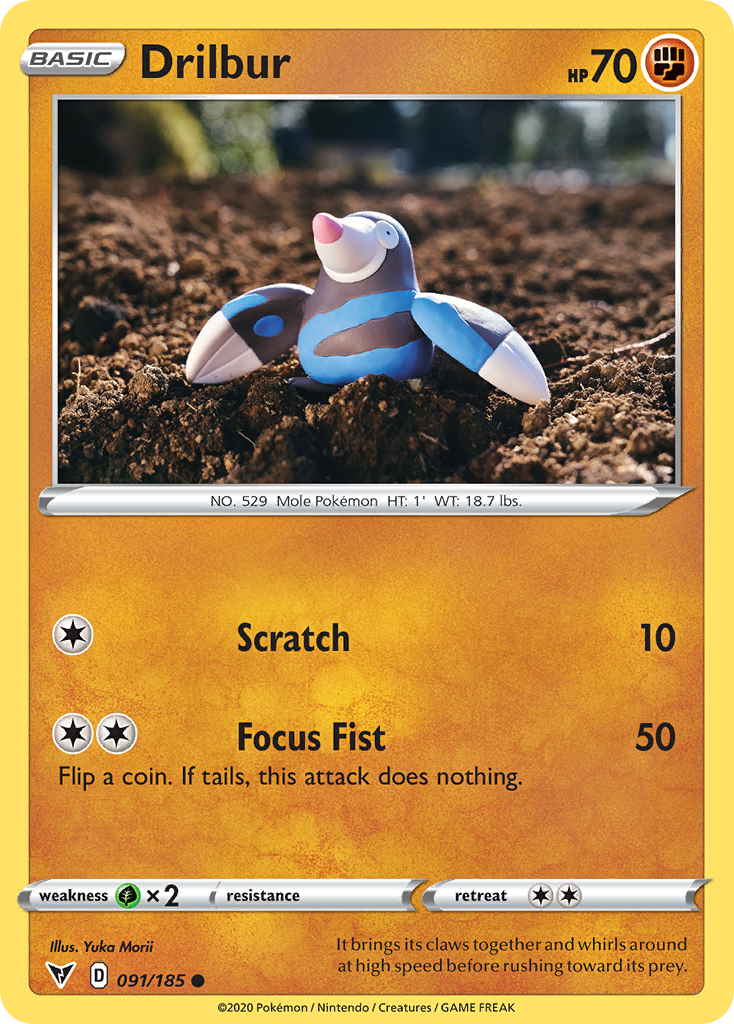 BASIC Drilbur HP 70
NO. 529 Mole Pokémon HT: 1' WT: 18.7 lbs.
Scratch 10
Focus Fist 50
Flip a coin. If tails, this attack does nothing.
weakness ×2 resistance retreat
Illus. Yuka Morii
It brings its claws together and whirls around
at high speed before rushing toward its prey.
D 091/185
©2020 Pokémon / Nintendo / Creatures / GAME FREAK